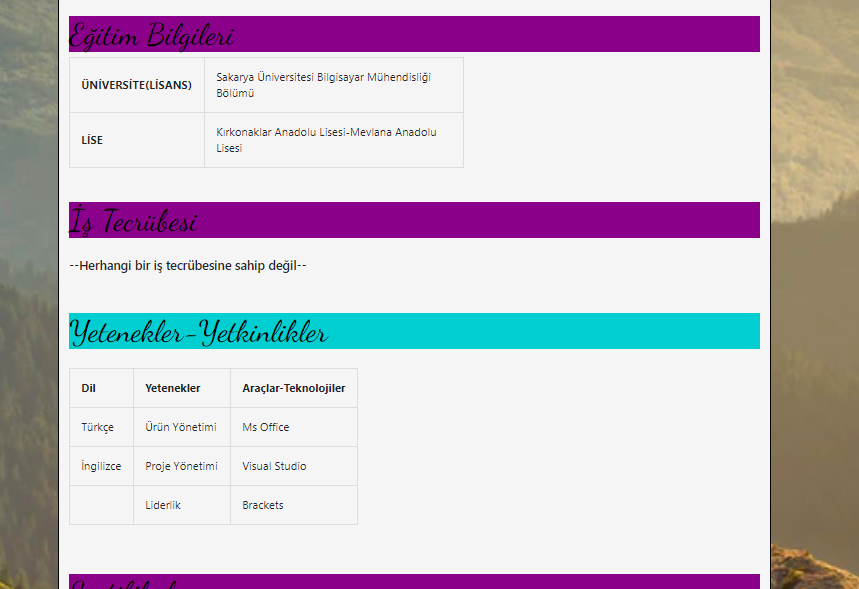 Eğitim Bilgileri
ÜNİVERSİTE(LİSANS) Sakarya Üniversitesi Bilgisayar Mühendisliği
Bölümü
LİSE Kırkonaklar Anadolu Lisesi-Mevlana Anadolu
Lisesi
İş Tecrübesi
--Herhangi bir iş tecrübesine sahip değil--
Yetenekler-Yetkinlikler
Dil Yetenekler Araçlar-Teknolojiler
Türkçe Ürün Yönetimi Ms Office
İngilizce Proje Yönetimi Visual Studio
Liderlik Brackets